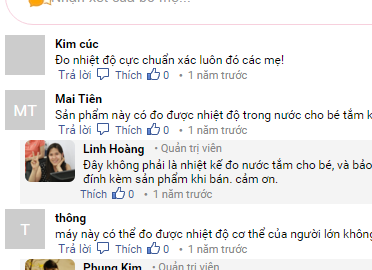 Nhận xét của bố mẹ...
Kim cúc
Đo nhiệt độ cực chuẩn xác luôn đó các mẹ!
Trả lời Thích 0 • 1 năm trước
MT
Mai Tiên
Sản phẩm này có đo được nhiệt độ trong nước cho bé tắm k
Trả lời Thích 0 • 1 năm trước
Linh Hoàng • Quản trị viên
Đây không phải là nhiệt kế đo nước tắm cho bé, và bảo
đính kèm sản phẩm khi bán. cảm ơn.
Thích 0 • 1 năm trước
T
thông
máy này có thể đo được nhiệt độ cơ thể của người lớn không
Trả lời Thích 0 • 1 năm trước
Phung Kim • Quản trị viên